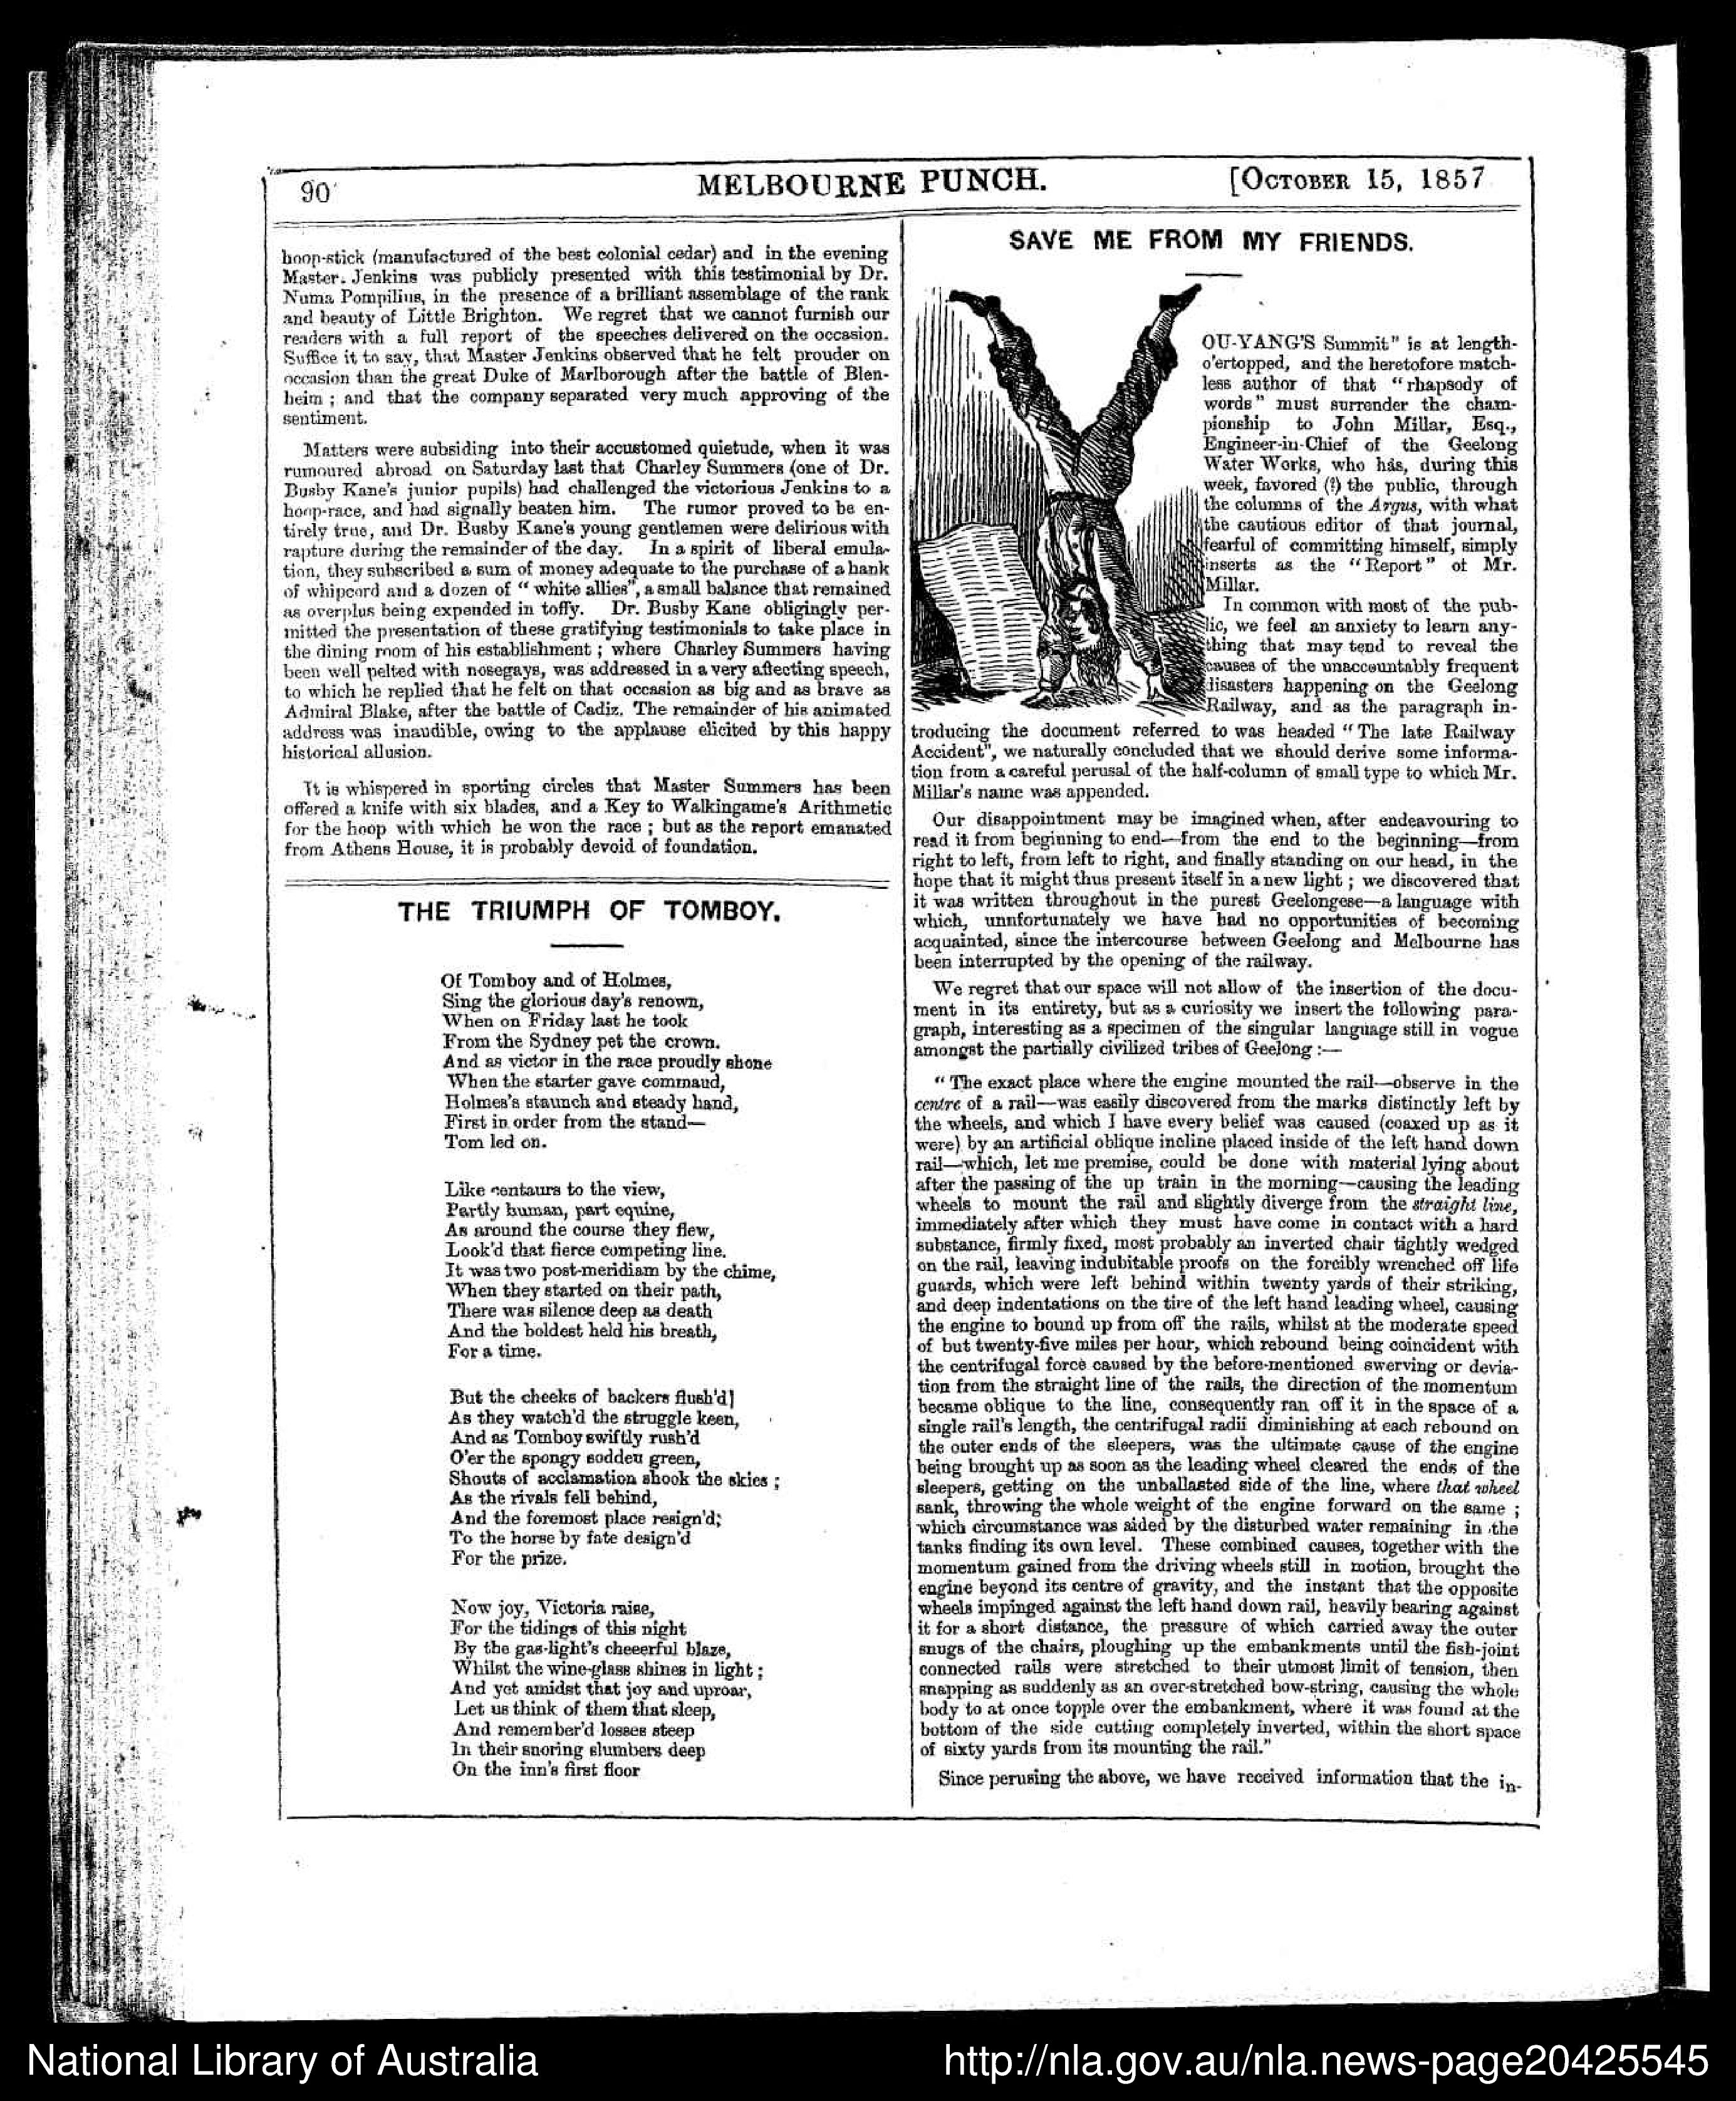 90
MELBOURNE PUNCH.
[OCTOBER 15, 1857
hoop-stick (manufactured of the best colonial cedar) and in the evening
Master. Jenkins was publicly presented with this testimonial by Dr.
Numa Pompilius, in the presence of a brilliant assemblage of the rank
and beauty of Little Brighton. We regret that we cannot furnish our
readers with a full report of the speeches delivered on the occasion.
Suffice it to say, that Master Jenkins observed that he felt prouder on
occasion than the great Duke of Marlborough after the battle of Blen-
heim ; and that the company separated very much approving of the
sentiment.
Matters were subsiding into their accustomed quietude, when it was
rumoured abroad on Saturday last that Charley Summers (one of Dr.
Busby Kane's junior pupils) had challenged the victorious Jenkins to a
hoop-race, and had signally beaten him. The rumor proved to be en-
tirely true, and Dr. Busby Kane's young gentlemen were delirious with
rapture during the remainder of the day. In a spirit of liberal emula-
tion, they subscribed a sum of money adequate to the purchase of a hank
of whipcord and a dozen of " white allies", a small balance that remained
as overplus being expended in toffy. Dr. Busby Kane obligingly per-
mitted the presentation of these gratifying testimonials to take place in
the dining room of his establishment ; where Charley Summers having
been well pelted with nosegays, was addressed in a very affecting speech,
to which he replied that he felt on that occasion as big and as brave as
Admiral Blake, after the battle of Cadiz. The remainder of his animated
address was inaudible, owing to the applause elicited by this happy
historical allusion.
It is whispered in sporting circles that Master Summers has been
offered a knife with six blades, and a Key to Walkingame's Arithmetic
for the hoop with which he won the race ; but as the report emanated
from Athens House, it is probably devoid of foundation.
THE TRIUMPH OF TOMBOY.
Of Tomboy and of Holmes,
Sing the glorious day's renown,
When on Friday last he took
From the Sydney pet the crown.
And as victor in the race proudly shone
When the starter gave command,
Holmes's staunch and steady hand,
First in order from the stand—
Tom led on.
Like centaurs to the view,
Partly human, part equine,
As around the course they flew,
Look'd that fierce competing line.
It was two post-meridiam by the chime,
When they started on their path,
There was silence deep as death
And the boldest held his breath,
For a time.
But the cheeks of backers flush'd]
As they watch'd the struggle keen,
And as Tomboy swiftly rush'd
O'er the spongy sodden green,
Shouts of acclamation shook the skies ;
As the rivals fell behind,
And the foremost place resign'd;
To the horse by fate design'd
For the prize.
Now joy, Victoria raise,
For the tidings of this night
By the gas-light's cheeerful blaze,
Whilst the wine-glass shines in light ;
And yet amidst that joy and uproar,
Let us think of them that sleep,
And remember'd losses steep
In their snoring slumbers deep
On the inn's first floor
SAVE ME FROM MY FRIENDS.
OU-YANG'S Summit" is at length
o'ertopped, and the heretofore match-
less author of that "rhapsody of
words" must surrender the cham-
pionship to John Millar, Esq.,
Engineer-in-Chief of the Geelong
Water Works, who has, during this
week, favored (?) the public, through
the columns of the Argus, with what
the cautious editor of that journal,
fearful of committing himself, simply
inserts as the "Report" of Mr.
Millar.
In common with most of the pub-
lic, we feel an anxiety to learn any-
thing that may tend to reveal the
causes of the unaccountably frequent
disasters happening on the Geelong
Railway, and as the paragraph in-
troducing the document referred to was headed "The late Railway
Accident", we naturally concluded that we should derive some informa-
tion from a careful perusal of the half-column of small type to which Mr.
Millar's name was appended.
Our disappointment may be imagined when, after endeavouring to
read it from beginning to end—from the end to the beginning—from
right to left, from left to right, and finally standing on our head, in the
hope that it might thus present itself in a new light ; we discovered that
it was written throughout in the purest Geelongese—a language with
which, unnfortunately we have had no opportunities of becoming
acquainted, since the intercourse between Geelong and Melbourne has
been interrupted by the opening of the railway.
We regret that our space will not allow of the insertion of the docu-
ment in its entirety, but as a curiosity we insert the following para-
graph, interesting as a specimen of the singular language still in vogue
amongst the partially civilized tribes of Geelong :—
" The exact place where the engine mounted the rail—observe in the
centre of a rail—was easily discovered from the marks distinctly left by
the wheels, and which I have every belief was caused (coaxed up as it
were) by an artificial oblique incline placed inside of the left hand down
rail—which, let me premise, could be done with material lying about
after the passing of the up train in the morning—causing the leading
wheels to mount the rail and slightly diverge from the straight line,
immediately after which they must have come in contact with a hard
substance, firmly fixed, most probably an inverted chair tightly wedged
on the rail, leaving indubitable proofs on the forcibly wrenched off life
guards, which were left behind within twenty yards of their striking,
and deep indentations on the tire of the left hand leading wheel, causing
the engine to bound up from off the rails, whilst at the moderate speed
of but twenty-five miles per hour, which rebound being coincident with
the centrifugal force caused by the before-mentioned swerving or devia-
tion from the straight line of the rails, the direction of the momentum
became oblique to the line, consequently ran off it in the space of a
single rail's length, the centrifugal radii diminishing at each rebound on
the outer ends of the sleepers, was the ultimate cause of the engine
being brought up as soon as the leading wheel cleared the ends of the
sleepers, getting on the unballasted side of the line, where that wheel
sank, throwing the whole weight of the engine forward on the same ;
which circumstance was aided by the disturbed water remaining in the
tanks finding its own level. These combined causes, together with the
momentum gained from the driving wheels still in motion, brought the
engine beyond its centre of gravity, and the instant that the opposite
wheels impinged against the left hand down rail, heavily bearing against
it for a short distance, the pressure of which carried away the outer
snugs of the chairs, ploughing up the embankments until the fish-joint
connected rails were stretched to their utmost limit of tension, then
snapping as suddenly as an over-stretched bow-string, causing the whole
body to at once topple over the embankment, where it was found at the
bottom of the side cutting completely inverted, within the short space
of sixty yards from its mounting the rail."
Since perusing the above, we have received information that the in-
National Library of Australia
http://nla.gov.au/nla.news-page20425545